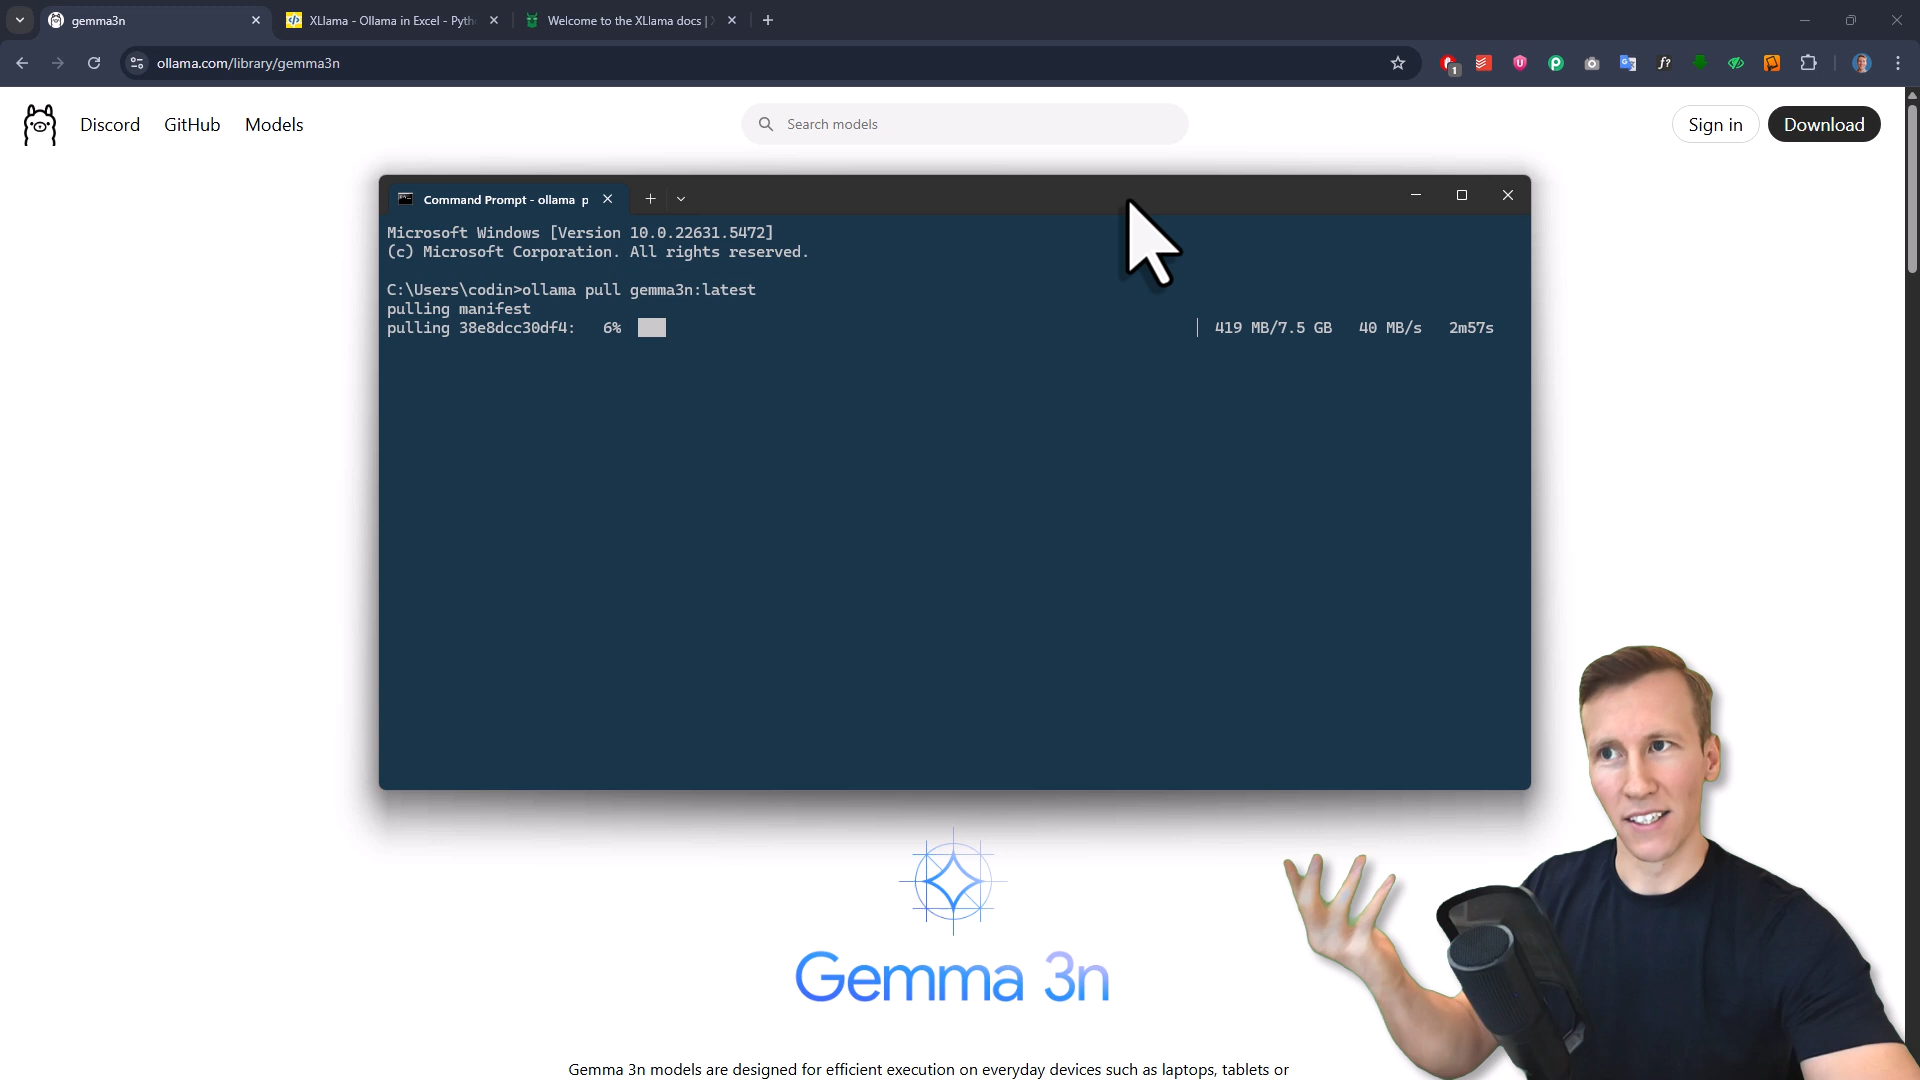 gemma3n
XLlama - Ollama in Excel - Pyth
Welcome to the XLlama docs |
ollama.com/library/gemma3n
1
Discord GitHub Models
Search models
Sign in
Download
Command Prompt - ollama p
Microsoft Windows [Version 10.0.22631.5472]
(c) Microsoft Corporation. All rights reserved.
C:\Users\codin>ollama pull gemma3n:latest
pulling manifest
pulling 38e8dcc30df4: 6% 419 MB/7.5 GB 40 MB/s 2m57s
Gemma 3n
Gemma 3n models are designed for efficient execution on everyday devices such as laptops, tablets or